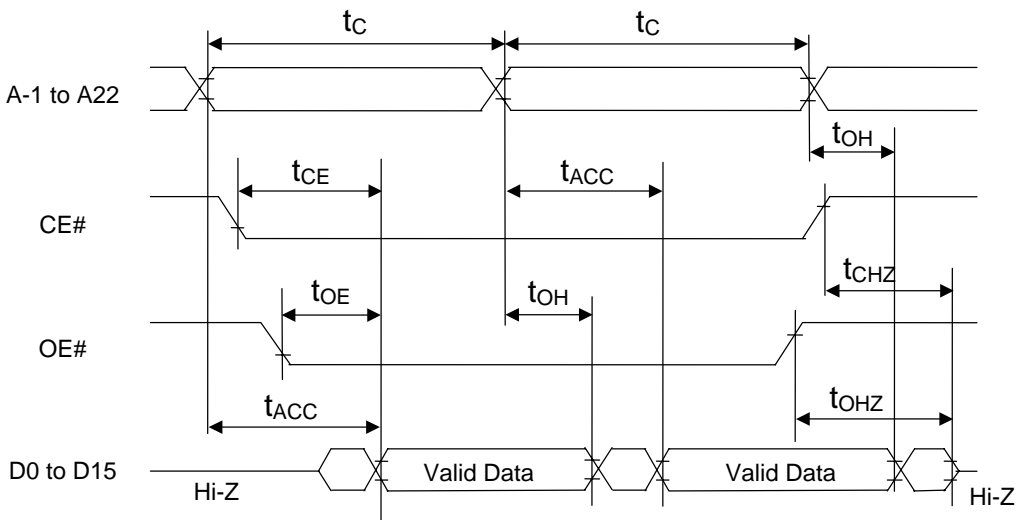 tC tC
A-1 to A22
tOH
tCE tACC
CE#
tCHZ
tOE tOH
OE#
tACC tOHZ
D0 to D15 Valid Data Valid Data
Hi-Z Hi-Z